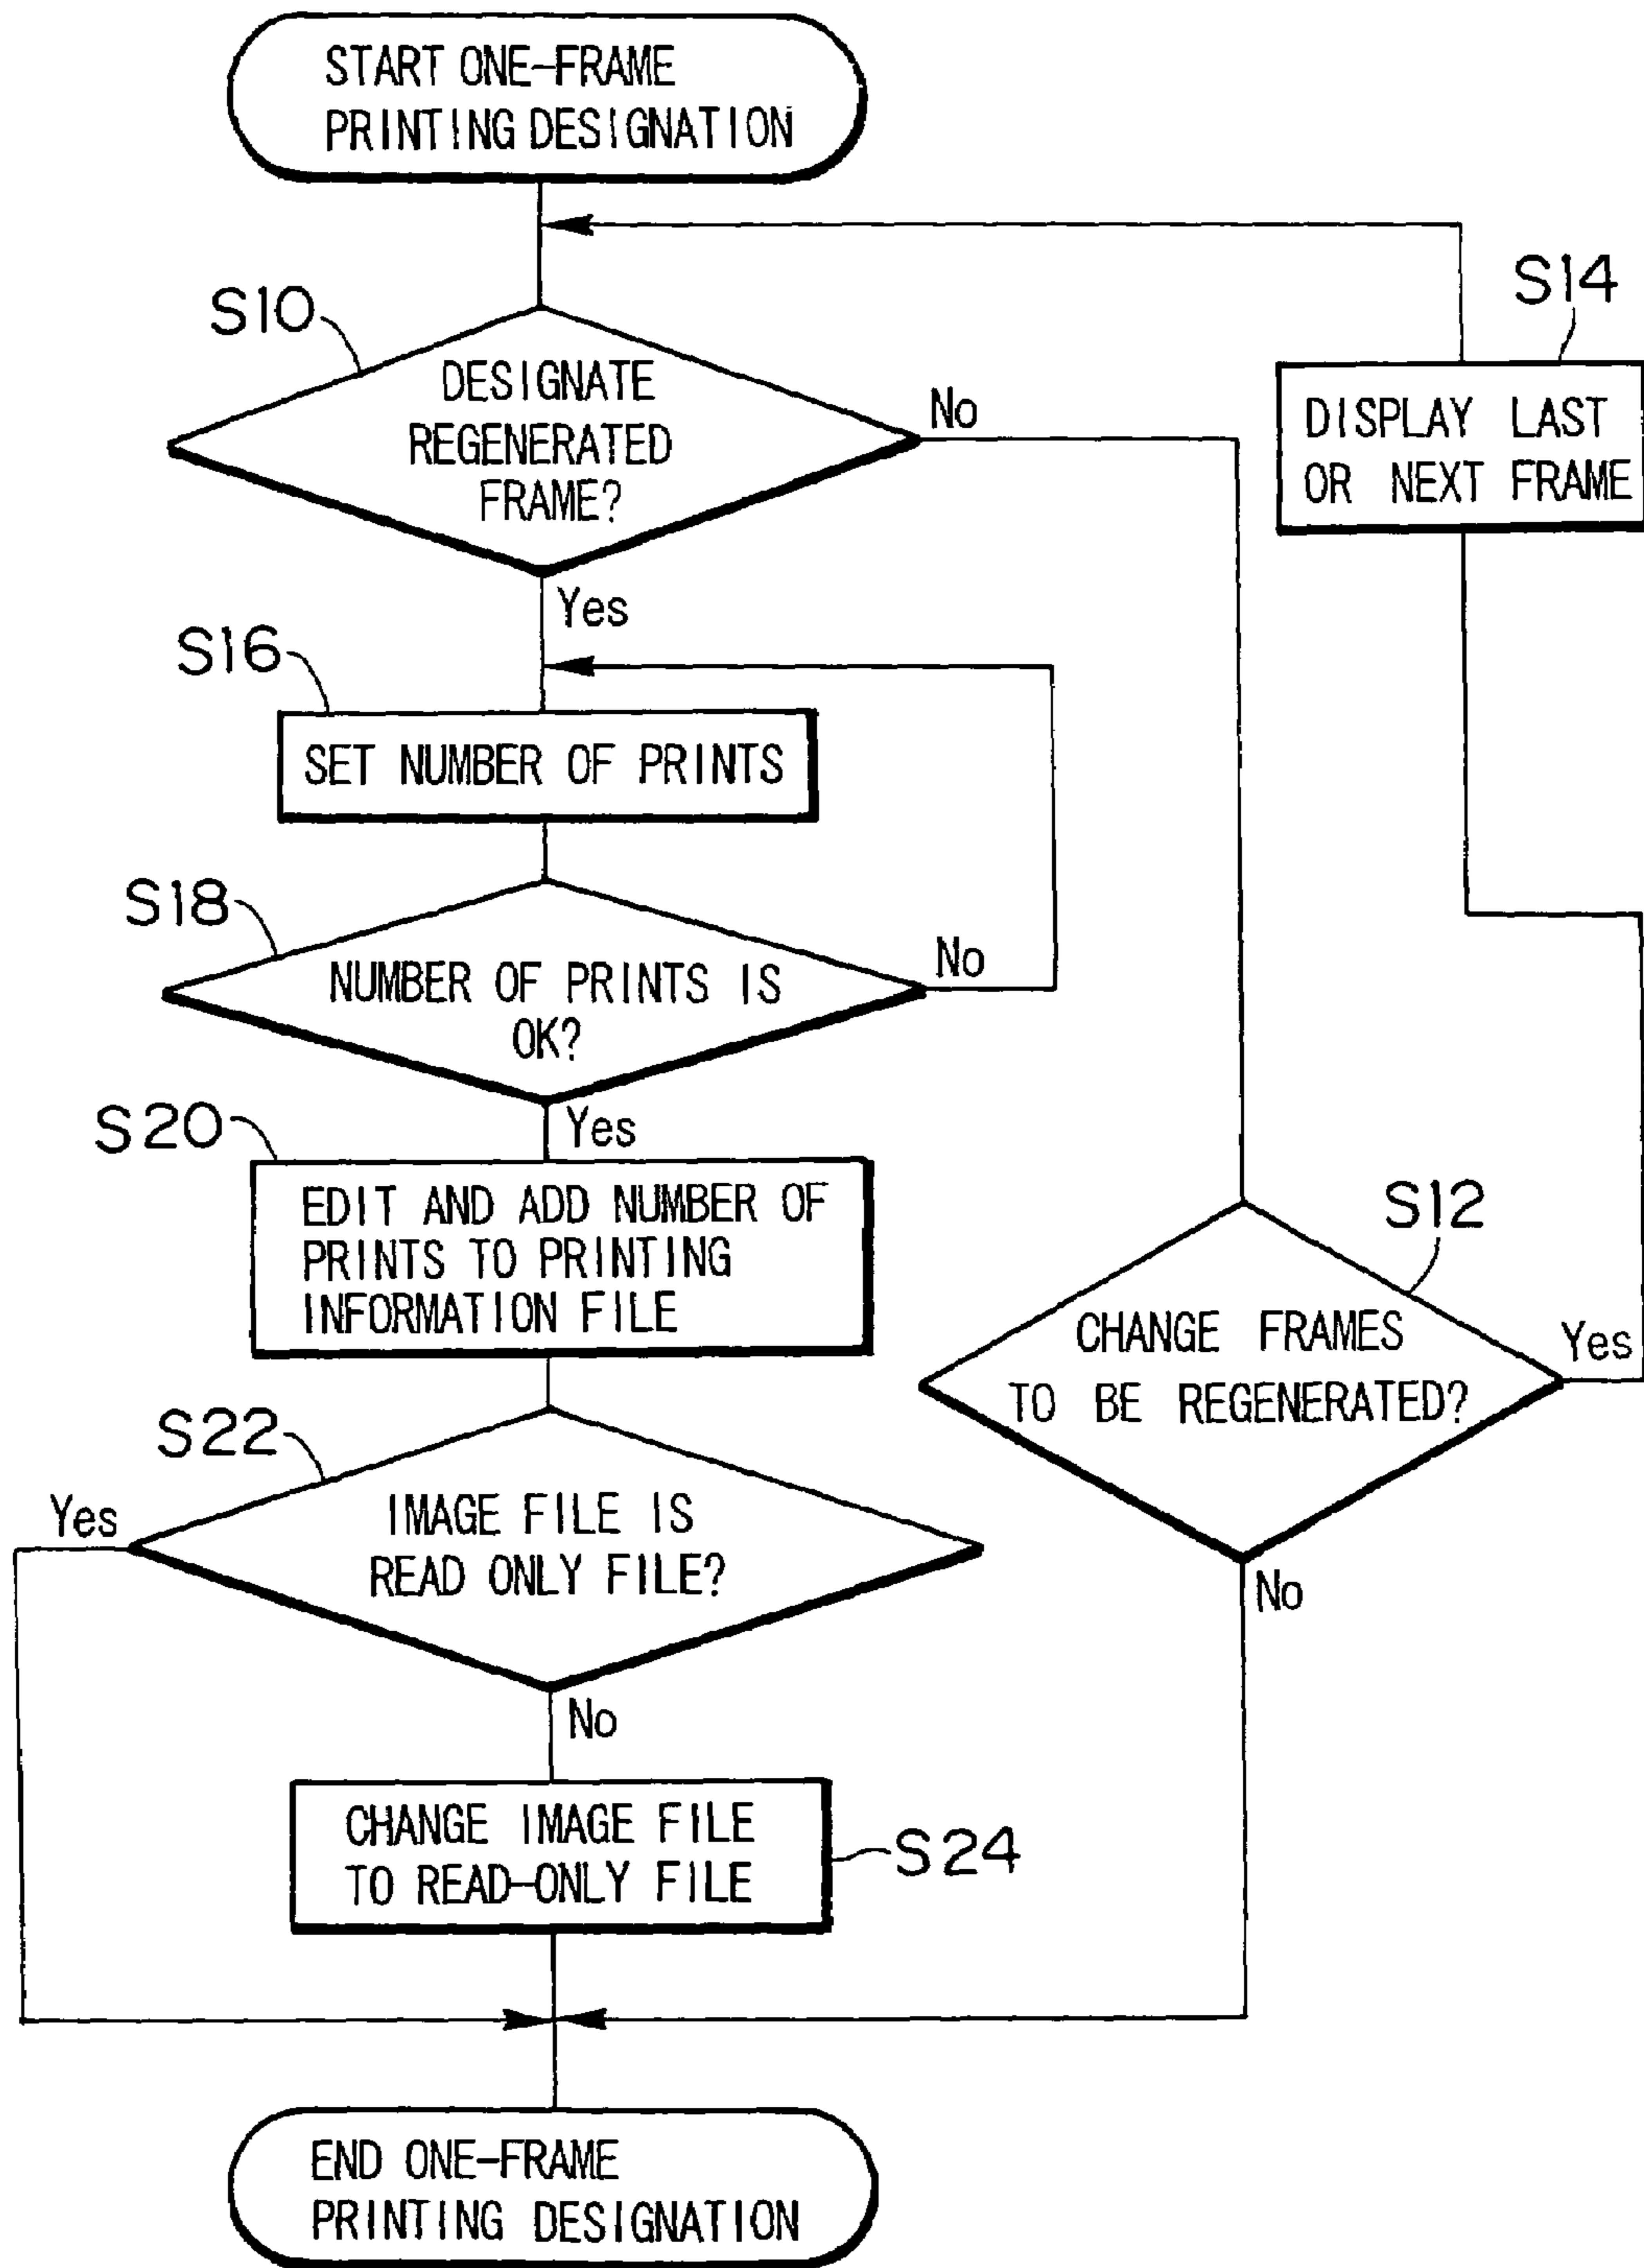 START ONE-FRAME
PRINTING DESIGNATION
S14
S10
DESIGNATE
REGENERATED
FRAME?
No
DISPLAY LAST
OR NEXT FRAME
Yes
S16
SET NUMBER OF PRINTS
S18
No
NUMBER OF PRINTS IS
OK?
Yes
S20
EDIT AND ADD NUMBER OF
PRINTS TO PRINTING
INFORMATION FILE
S12
CHANGE FRAMES
TO BE REGENERATED?
Yes
No
S22
Yes
IMAGE FILE IS
READ ONLY FILE?
No
CHANGE IMAGE FILE
TO READ-ONLY FILE
S24
END ONE-FRAME
PRINTING DESIGNATION